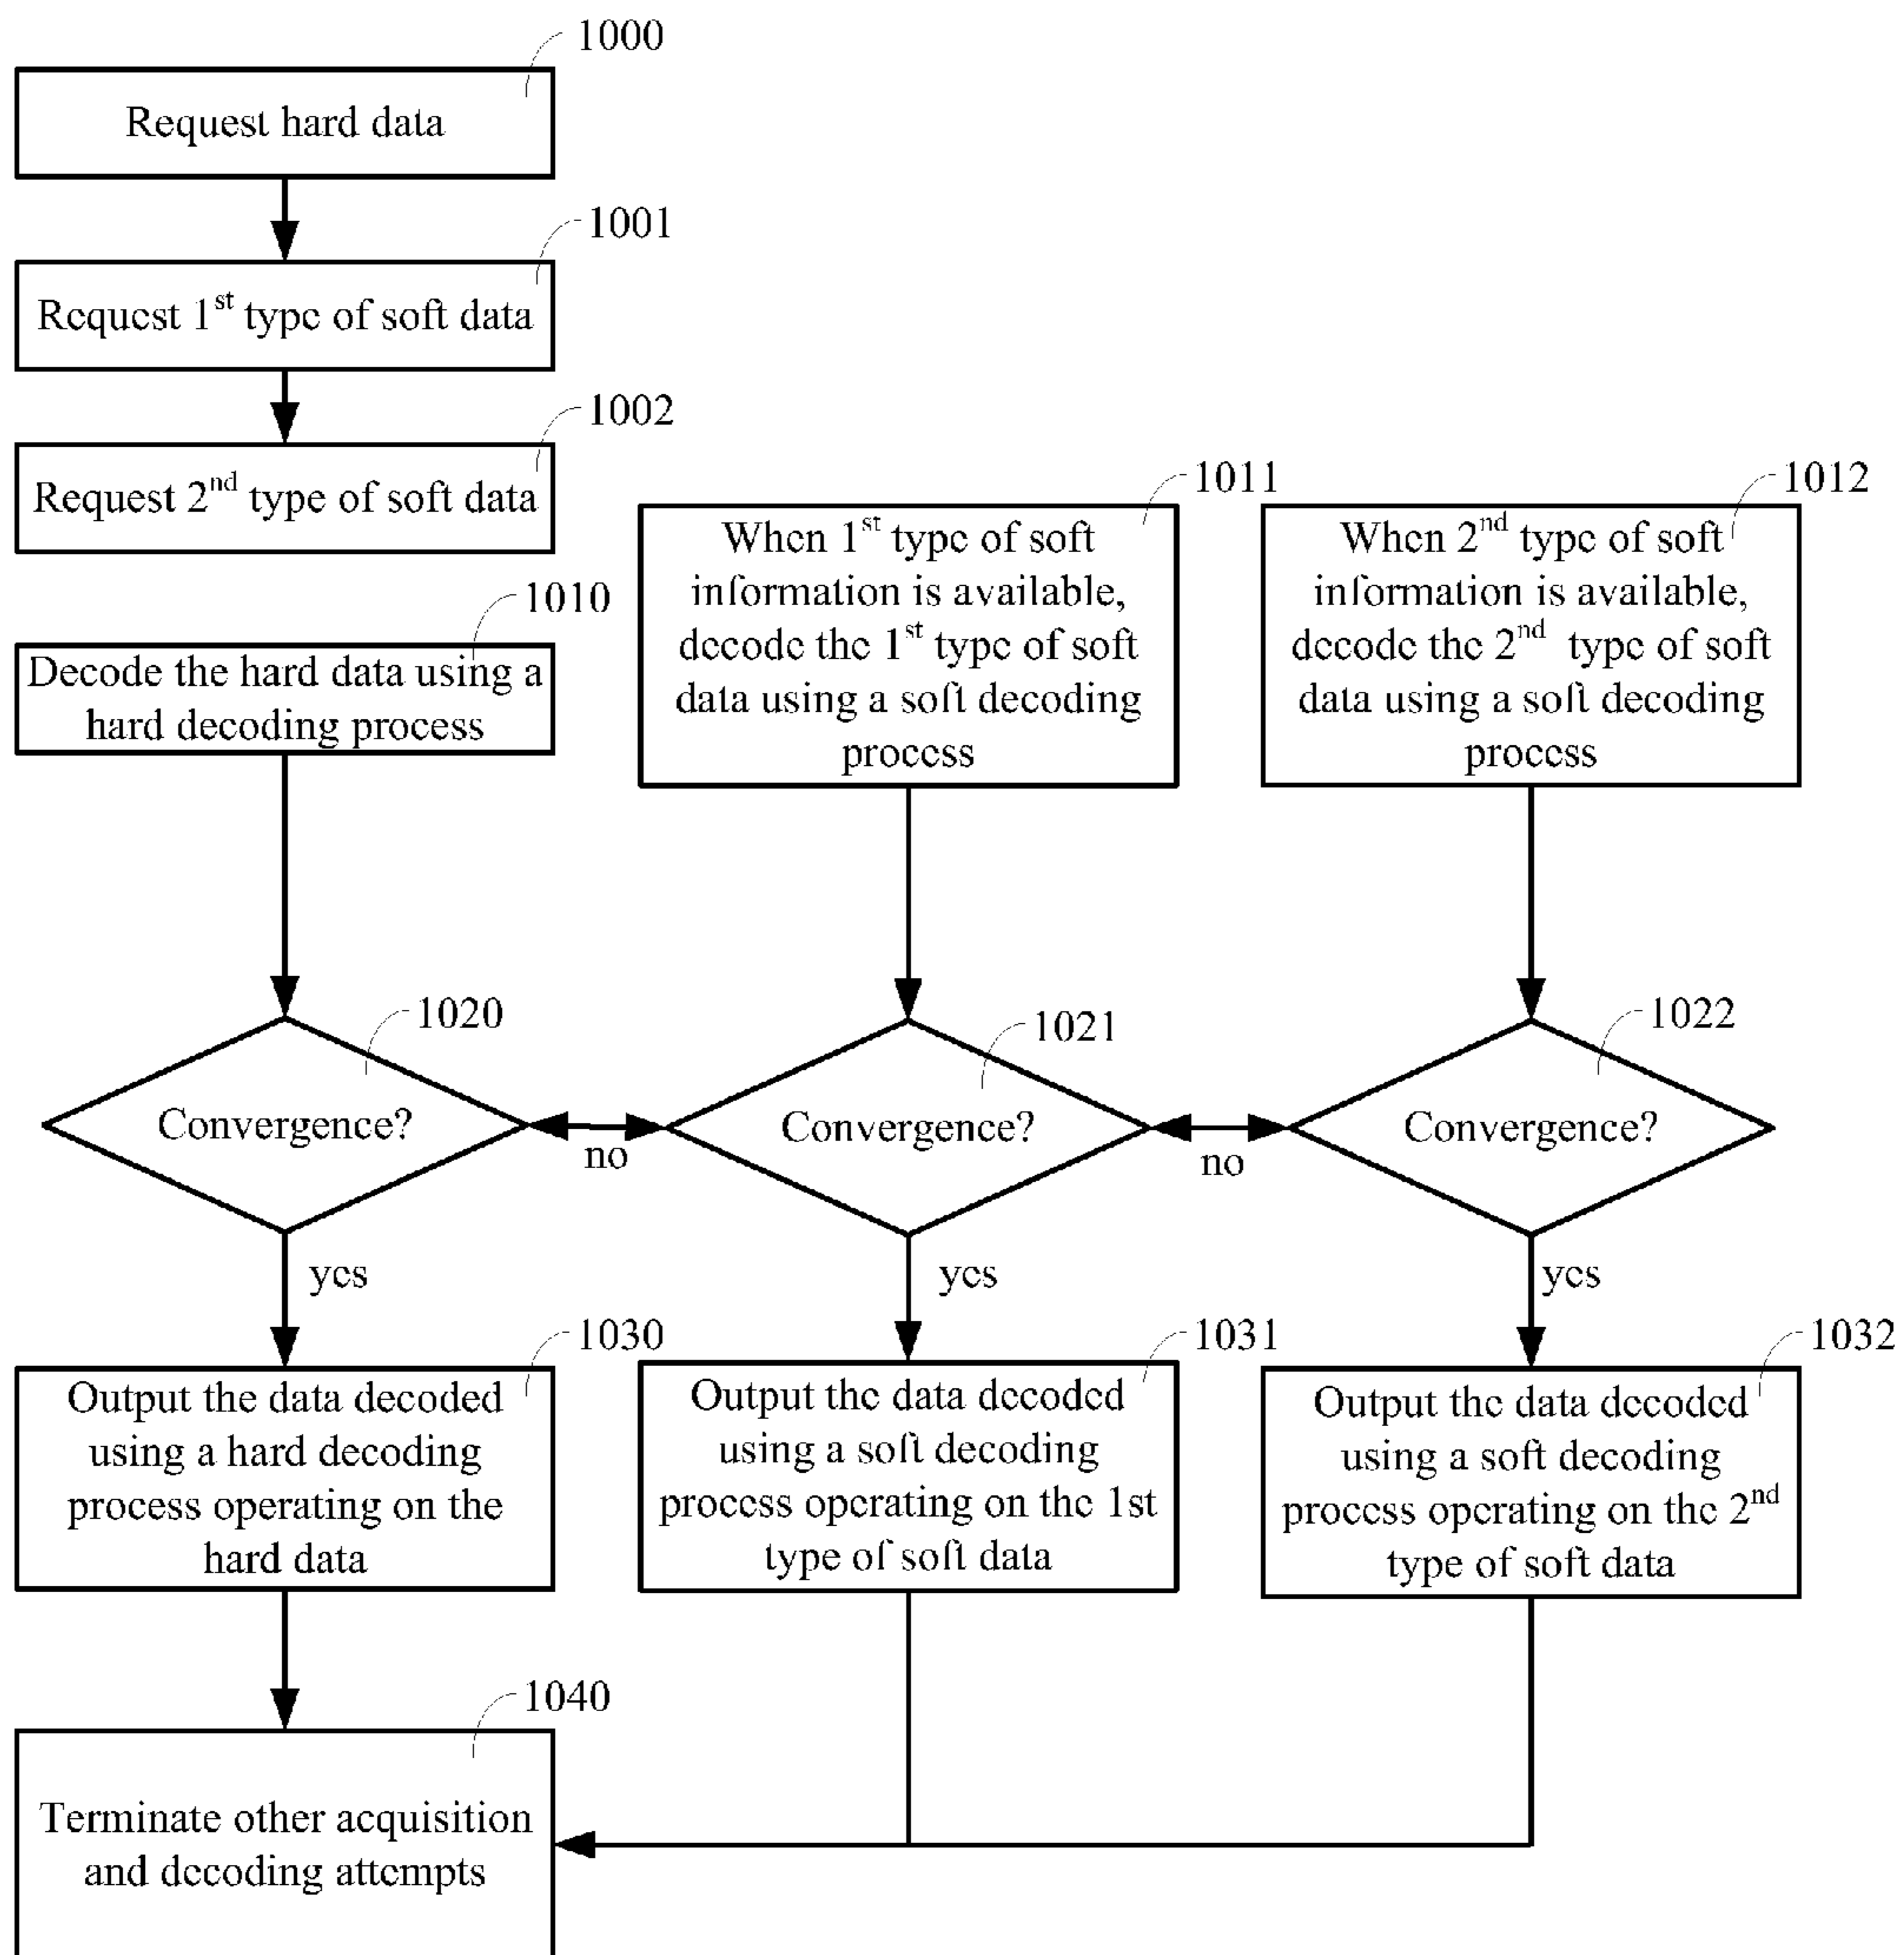 1000
Request hard data
1001
Request 1st type of soft data
1002
Request 2nd type of soft data
1010
Decode the hard data using a
hard decoding process
1011
When 1st type of soft
information is available,
decode the 1st type of soft
data using a soft decoding
process
1012
When 2nd type of soft
information is available,
decode the 2nd type of soft
data using a soft decoding
process
1020
Convergence?
no
1021
Convergence?
no
1022
Convergence?
yes
yes
yes
1030
Output the data decoded
using a hard decoding
process operating on the
hard data
1031
Output the data decoded
using a soft decoding
process operating on the 1st
type of soft data
1032
Output the data decoded
using a soft decoding
process operating on the 2nd
type of soft data
1040
Terminate other acquisition
and decoding attempts